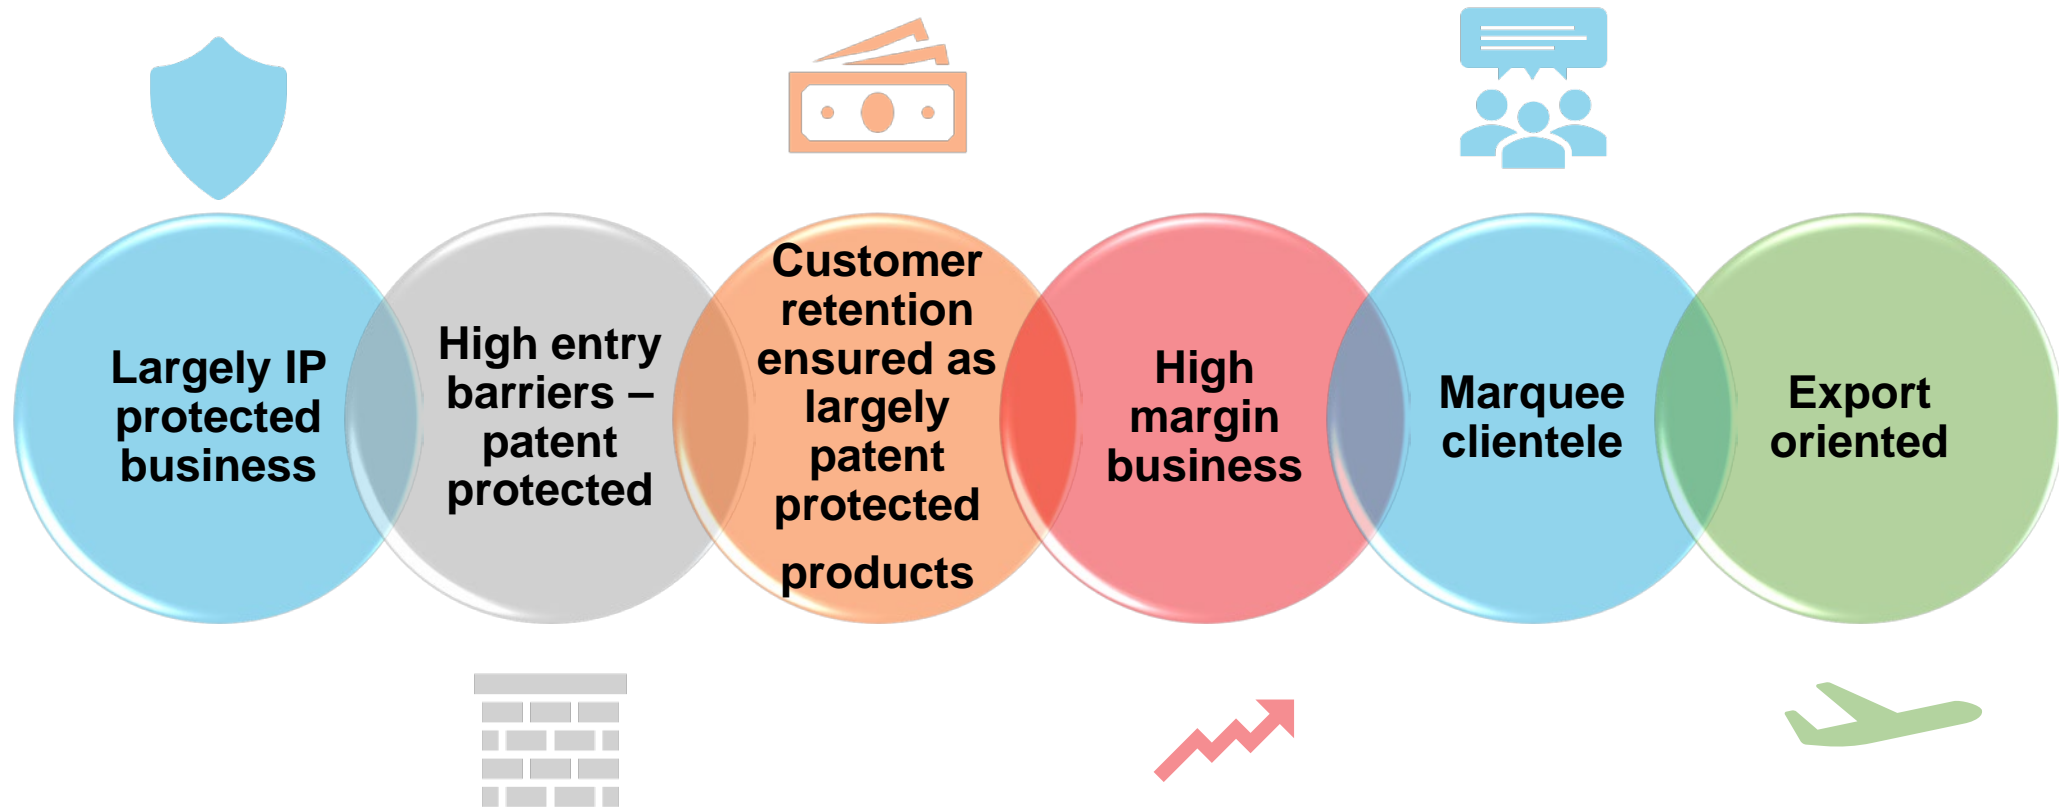 Largely IP
protected
business
High entry
barriers –
patent
protected
Customer
retention
ensured as
largely
patent
protected
products
High
margin
business
Marquee
clientele
Export
oriented